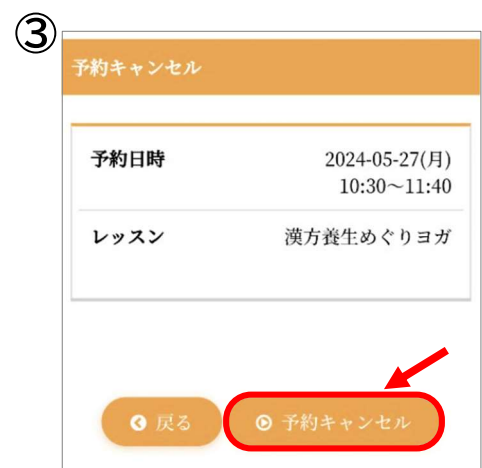 ③
予約キャンセル
予約日時 2024-05-27(月)
10:30～11:40
レッスン 漢方養生めぐりヨガ
戻る 予約キャンセル